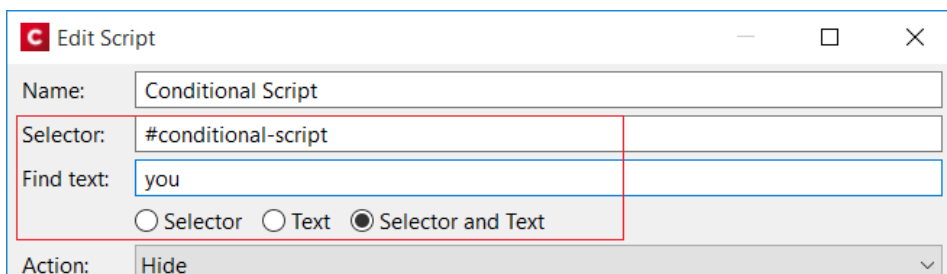 C Edit Script
Name: Conditional Script
Selector: #conditional-script
Find text: you
Selector Text Selector and Text
Action: Hide